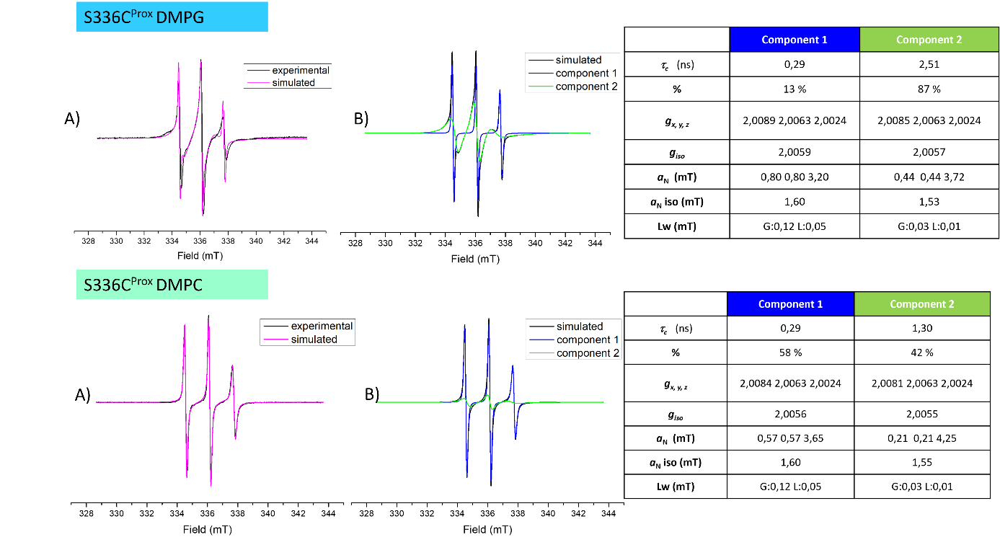 S336CProx DMPG
A)
experimental
simulated
328 330 332 334 336 338 340 342 344
Field (mT)
B)
simulated
component 1
component 2
328 330 332 334 336 338 340 342 344
Field (mT)
Component 1 Component 2
τc (ns) 0,29 2,51
% 13 % 87 %
gx, y, z 2,0089 2,0063 2,0024 2,0085 2,0063 2,0024
giso 2,0059 2,0057
aN (mT) 0,80 0,80 3,20 0,44 0,44 3,72
aN iso (mT) 1,60 1,53
Lw (mT) G:0,12 L:0,05 G:0,03 L:0,01
S336CProx DMPC
A)
experimental
simulated
328 330 332 334 336 338 340 342 344
Field (mT)
B)
simulated
component 1
component 2
328 330 332 334 336 338 340 342 344
Field (mT)
Component 1 Component 2
τc (ns) 0,29 1,30
% 58 % 42 %
gx, y, z 2,0084 2,0063 2,0024 2,0081 2,0063 2,0024
giso 2,0056 2,0055
aN (mT) 0,57 0,57 3,65 0,21 0,21 4,25
aN iso (mT) 1,60 1,55
Lw (mT) G:0,12 L:0,05 G:0,03 L:0,01